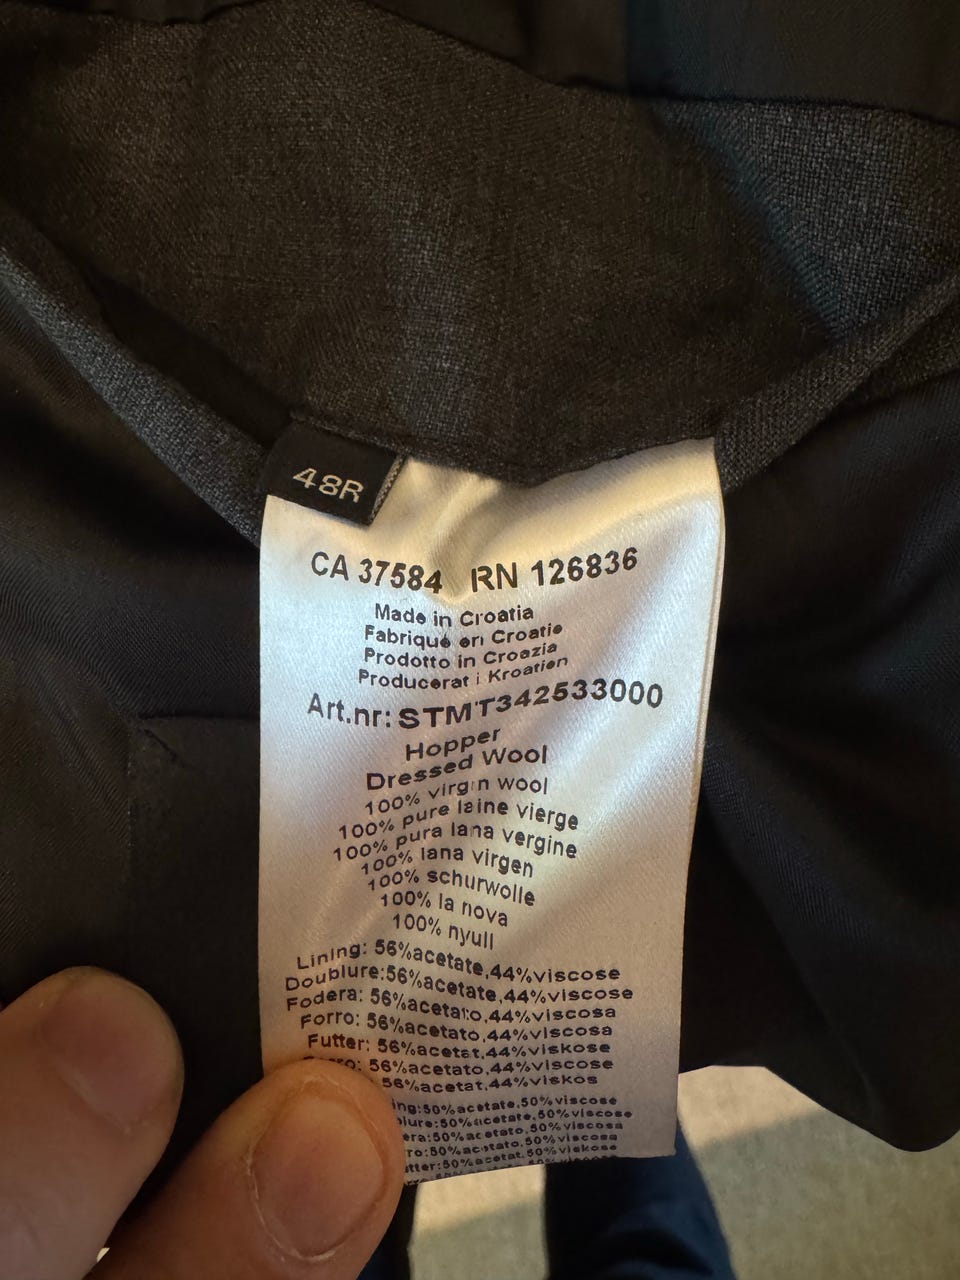 48R
CA 37584 RN 126836
Made in Croatia
Fabriqué en Croatie
Prodotto in Croazia
Producerat i Kroatien
Art.nr: STMT342533000
Hopper
Dressed Wool
100% virgin wool
100% pure laine vierge
100% pura lana vergine
100% lana virgen
100% schurwolle
100% la nova
100% nyull
Lining: 56%acetate,44%viscose
Doublure:56%acetate,44%viscose
Fodera: 56%acetato,44%viscosa
Forro: 56%acetato,44%viscosa
Futter: 56%acetat,44%viskose
56%acetato,44%viscose
56%acetat,44%viskos
:50%acetate,50%viscose
:50%acetate,50%viscose
:50%acetato,50%viscosa
:50%acetato,50%viscosa
:50%acetat,50%viskose